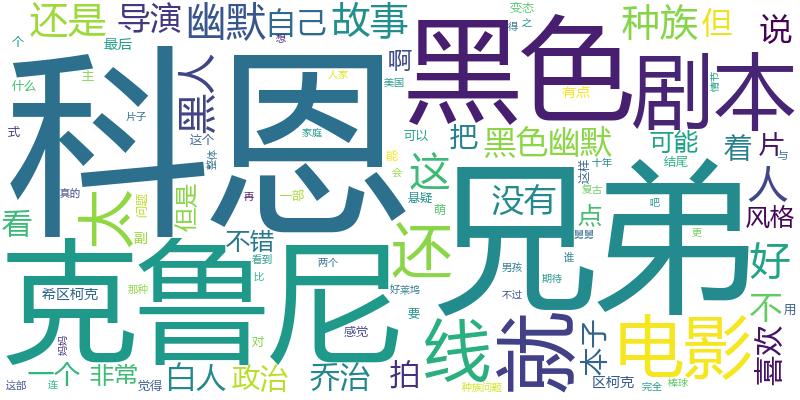 还是 导演 幽默 自己 故事 变态 种族 但 说
个 最后 想 得 之
什么 主 黑人 啊 人家 美国 黑色 有点 剧本 情节
式 片子 这个 科恩 家庭 可以 把 黑色幽默 可能 着 片
整体 能 会 这 没有 这样 十年 结尾 与
真的 太 问题 但是 再 一部 悬疑 萌 兄弟 点 复古 吧 人 风格
看 副 不错 看到 两个 还 舅舅 谁 更 好
克鲁尼 希区柯克 那种 比 好莱坞 男孩 期待 不
妈妈 对 感觉 要 线 不过 就 本子 电影 用 喜欢
一个 非常 白人 政治 乔治 拍 区柯克 完全 棒球
这部 连 觉得 种族问题